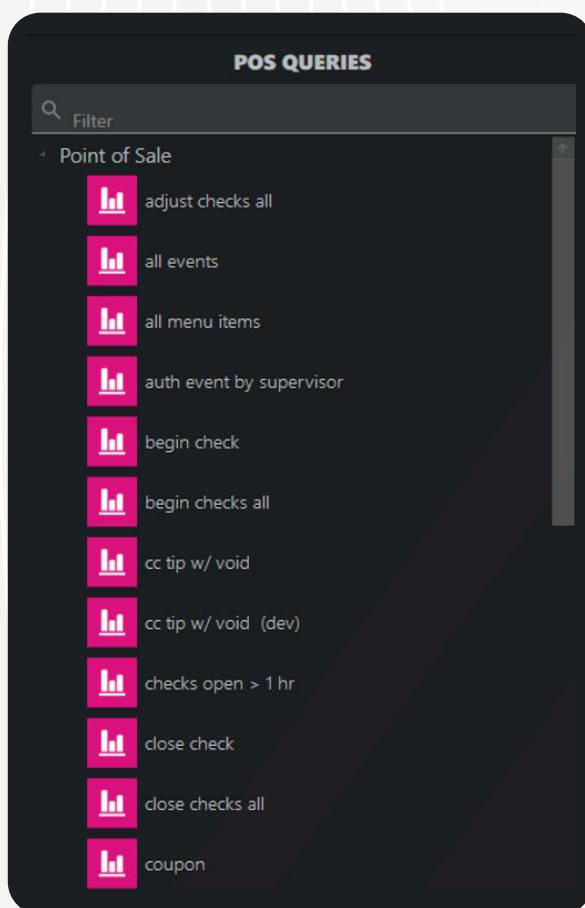 POS QUERIES
Filter
Point of Sale
adjust checks all
all events
all menu items
auth event by supervisor
begin check
begin checks all
cc tip w/ void
cc tip w/ void (dev)
checks open > 1 hr
close check
close checks all
coupon